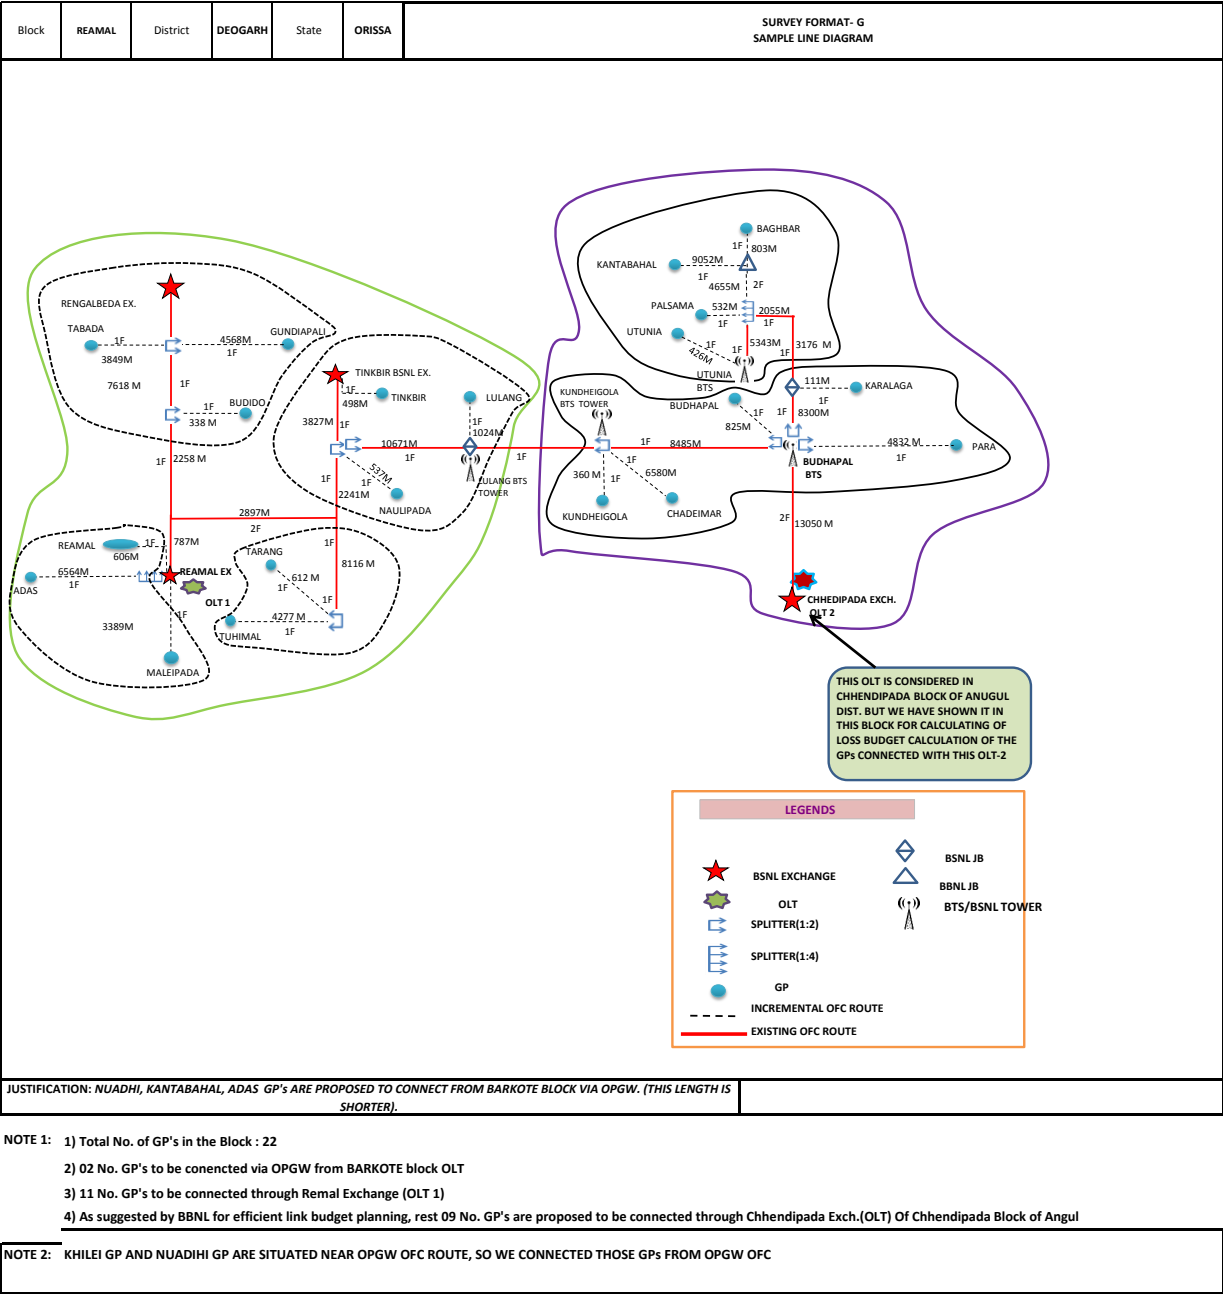 Block REAMAL District DEOGARH State ORISSA
SURVEY FORMAT- G
SAMPLE LINE DIAGRAM
BAGHBAR
1F 803M
KANTABAHAL 9052M
1F
4655M 2F
PALSAMA 532M 2055M
1F 1F
UTUNIA
1F 5343M 3176 M
426M 1F 1F
UTUNIA
BTS
RENGALBEDA EX.
TABADA 1F 4568M GUNDIAPALI
3849M 1F
7618 M 1F
BUDIDO
1F
338 M
1F 2258 M
TINKBIR BSNL EX.
1F TINKBIR
498M
LULANG
3827M 1F
1F
1024M
10671M
1F 1F
537M
1F 1F
2241M
NAULIPADA
LULANG BTS
TOWER
KUNDHEIGOLA
BTS TOWER
BUDHAPAL
111M KARALAGA
1F
1F 1F 8300M
825M
1F
8485M
4832 M PARA
1F
BUDHAPAL
BTS
360 M 1F
6580M
1F
KUNDHEIGOLA CHADEIMAR
2897M
2F
2F 13050 M
REAMAL 1F 787M
606M
6564M
1F
ADAS
REAMAL EX
OLT 1
3389M 1F
MALEIPADA
TARANG 1F
8116 M
612 M
1F 1F
4277 M
1F
TUHIMAL
CHHEDIPADA EXCH.
OLT 2
THIS OLT IS CONSIDERED IN
CHHENDIPADA BLOCK OF ANUGUL
DIST. BUT WE HAVE SHOWN IT IN
THIS BLOCK FOR CALCULATING OF
LOSS BUDGET CALCULATION OF THE
GPs CONNECTED WITH THIS OLT-2
LEGENDS
BSNL EXCHANGE
OLT
SPLITTER(1:2)
SPLITTER(1:4)
GP
INCREMENTAL OFC ROUTE
EXISTING OFC ROUTE
BSNL JB
BBNL JB
BTS/BSNL TOWER
JUSTIFICATION: NUADHI, KANTABAHAL, ADAS GP's ARE PROPOSED TO CONNECT FROM BARKOTE BLOCK VIA OPGW. (THIS LENGTH IS
SHORTER).
NOTE 1: 1) Total No. of GP's in the Block : 22
2) 02 No. GP's to be conencted via OPGW from BARKOTE block OLT
3) 11 No. GP's to be connected through Remal Exchange (OLT 1)
4) As suggested by BBNL for efficient link budget planning, rest 09 No. GP's are proposed to be connected through Chhendipada Exch.(OLT) Of Chhendipada Block of Angul
NOTE 2: KHILEI GP AND NUADIHI GP ARE SITUATED NEAR OPGW OFC ROUTE, SO WE CONNECTED THOSE GPs FROM OPGW OFC